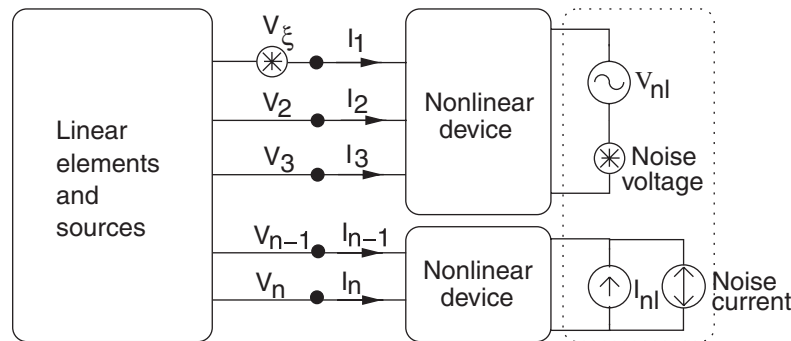 Linear
elements
and
sources
Vξ
V2
V3
Vn−1
Vn
I1
I2
I3
In−1
In
Nonlinear
device
Nonlinear
device
Vnl
Noise
voltage
Inl
Noise
current